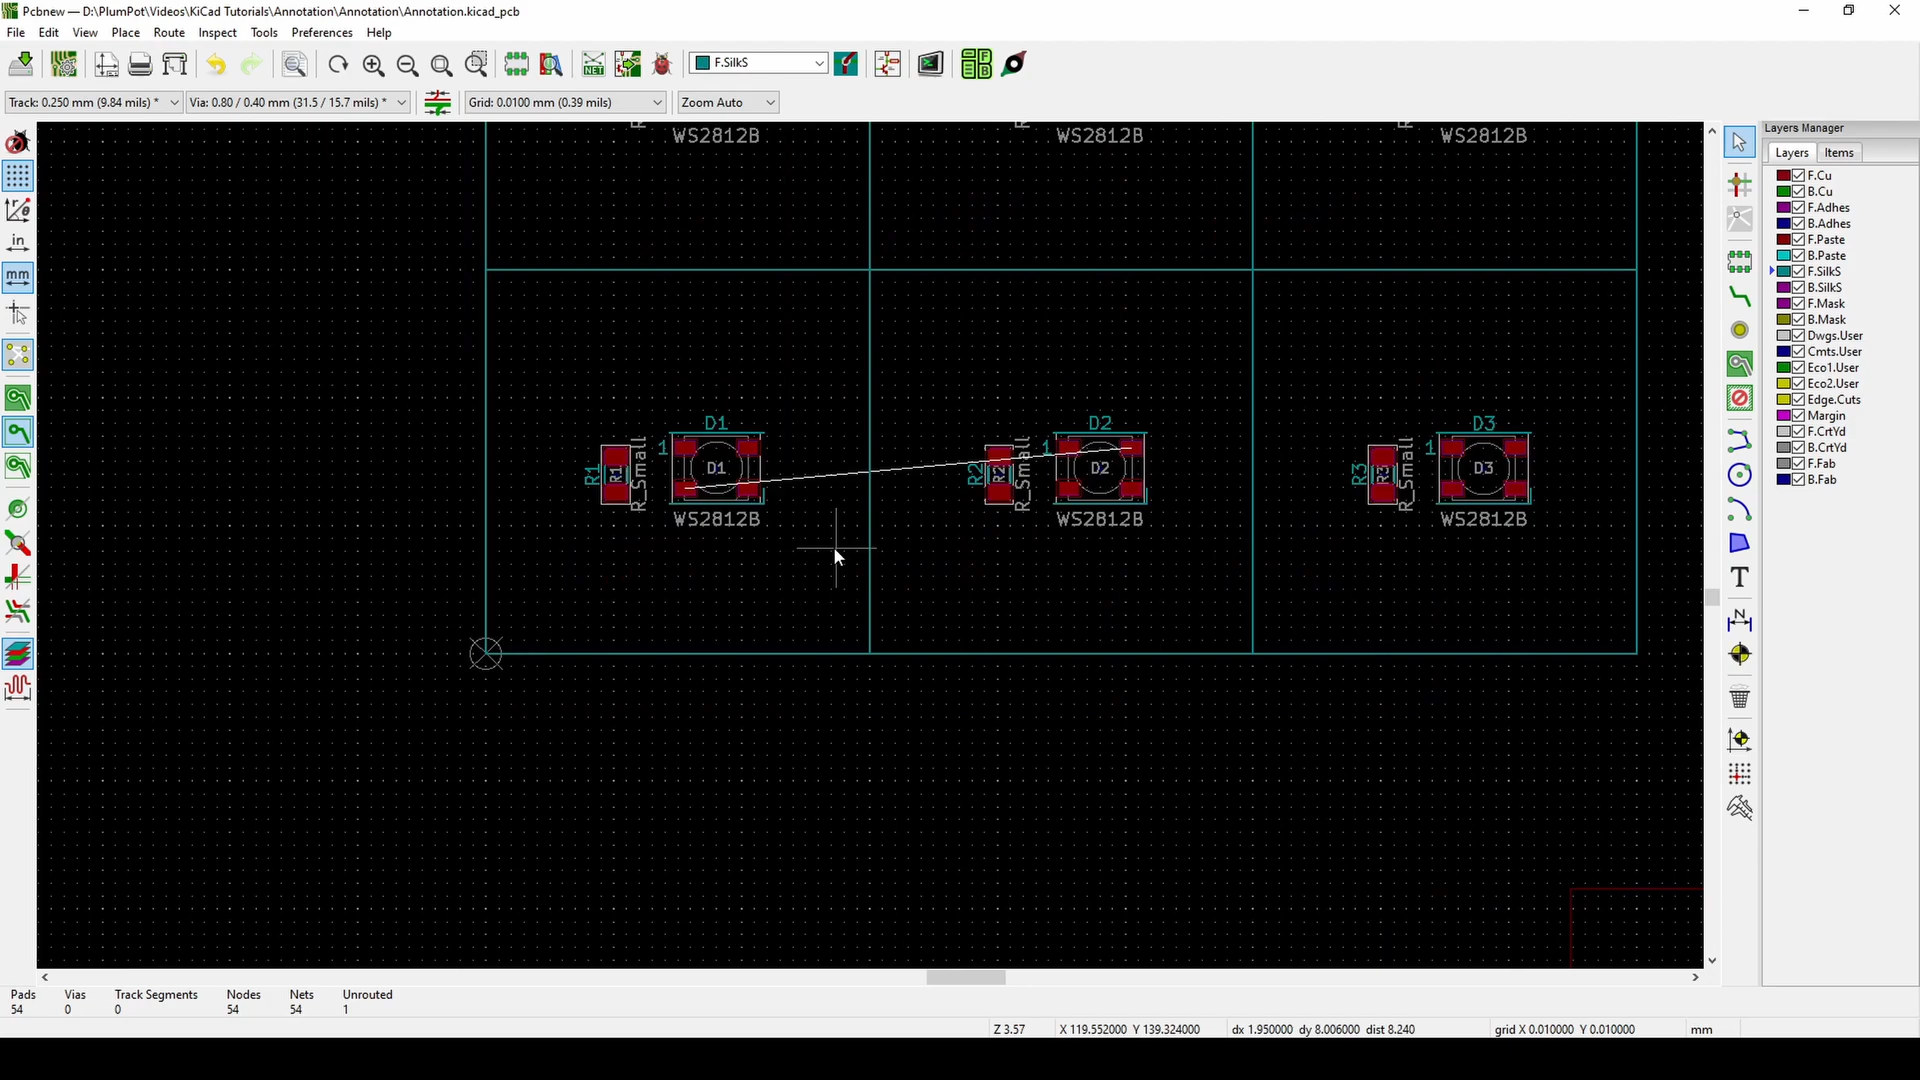 Pcbnew — D:\PlumPot\Videos\KiCad Tutorials\Annotation\Annotation\Annotation.kicad_pcb
File Edit View Place Route Inspect Tools Preferences Help
NET
F.SilkS
F
B
Track: 0.250 mm (9.84 mils) *
Via: 0.80 / 0.40 mm (31.5 / 15.7 mils) *
Grid: 0.0100 mm (0.39 mils)
Zoom Auto
in
mm
WS2812B WS2812B WS2812B
D1 D2 D3
1 1 1
R1 R1 R_Small D1
R2 R2 R_Small D2
R3 R3 R_Small D3
WS2812B WS2812B WS2812B
T
N
Layers Manager
Layers Items
F.Cu
B.Cu
F.Adhes
B.Adhes
F.Paste
B.Paste
F.SilkS
B.SilkS
F.Mask
B.Mask
Dwgs.User
Cmts.User
Eco1.User
Eco2.User
Edge.Cuts
Margin
F.CrtYd
B.CrtYd
F.Fab
B.Fab
Pads Vias Track Segments Nodes Nets Unrouted
54 0 0 54 54 1
Z 3.57 X 119.552000 Y 139.324000 dx 1.950000 dy 8.006000 dist 8.240 grid X 0.010000 Y 0.010000 mm